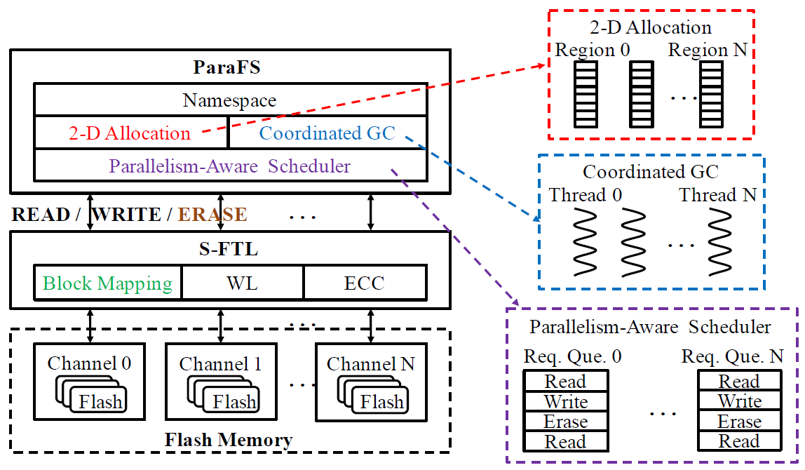 ParaFS
Namespace
2-D Allocation
Coordinated GC
Parallelism-Aware Scheduler
READ / WRITE / ERASE ...
S-FTL
Block Mapping
WL
ECC
...
Channel 0
Flash
Channel 1
Flash
...
Channel N
Flash
Flash Memory
2-D Allocation
Region 0
Region N
...
Coordinated GC
Thread 0
Thread N
...
Parallelism-Aware Scheduler
Req. Que. 0
Read
Write
Erase
Read
...
Req. Que. N
Read
Write
Erase
Read